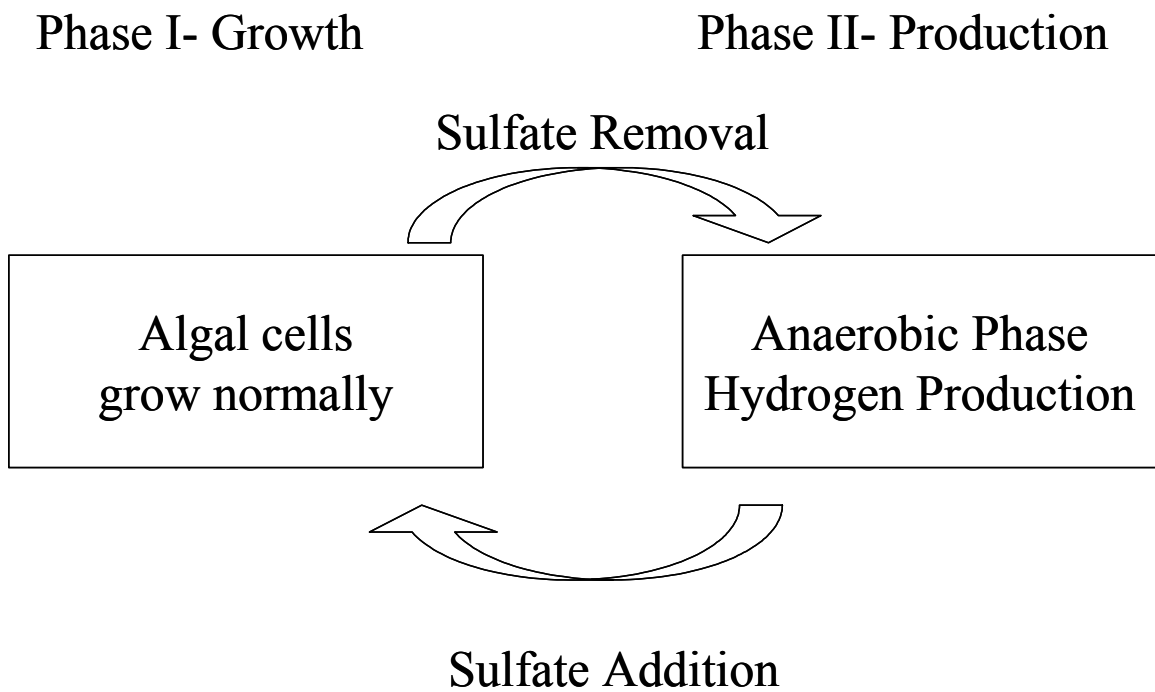 Phase I- Growth
Phase II- Production
Sulfate Removal
Algal cells
grow normally
Anaerobic Phase
Hydrogen Production
Sulfate Addition